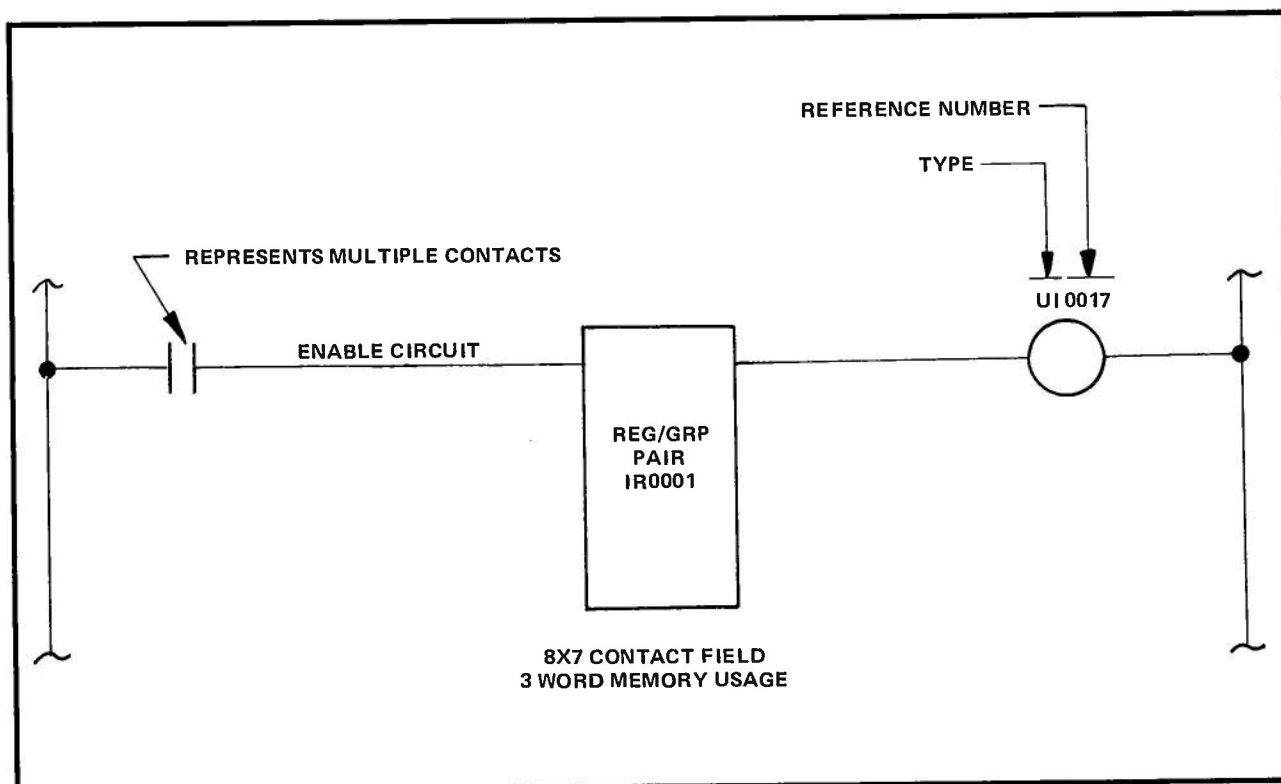 REFERENCE NUMBER
TYPE
REPRESENTS MULTIPLE CONTACTS
UI 0017
ENABLE CIRCUIT
REG/GRP
PAIR
IR0001
8X7 CONTACT FIELD
3 WORD MEMORY USAGE